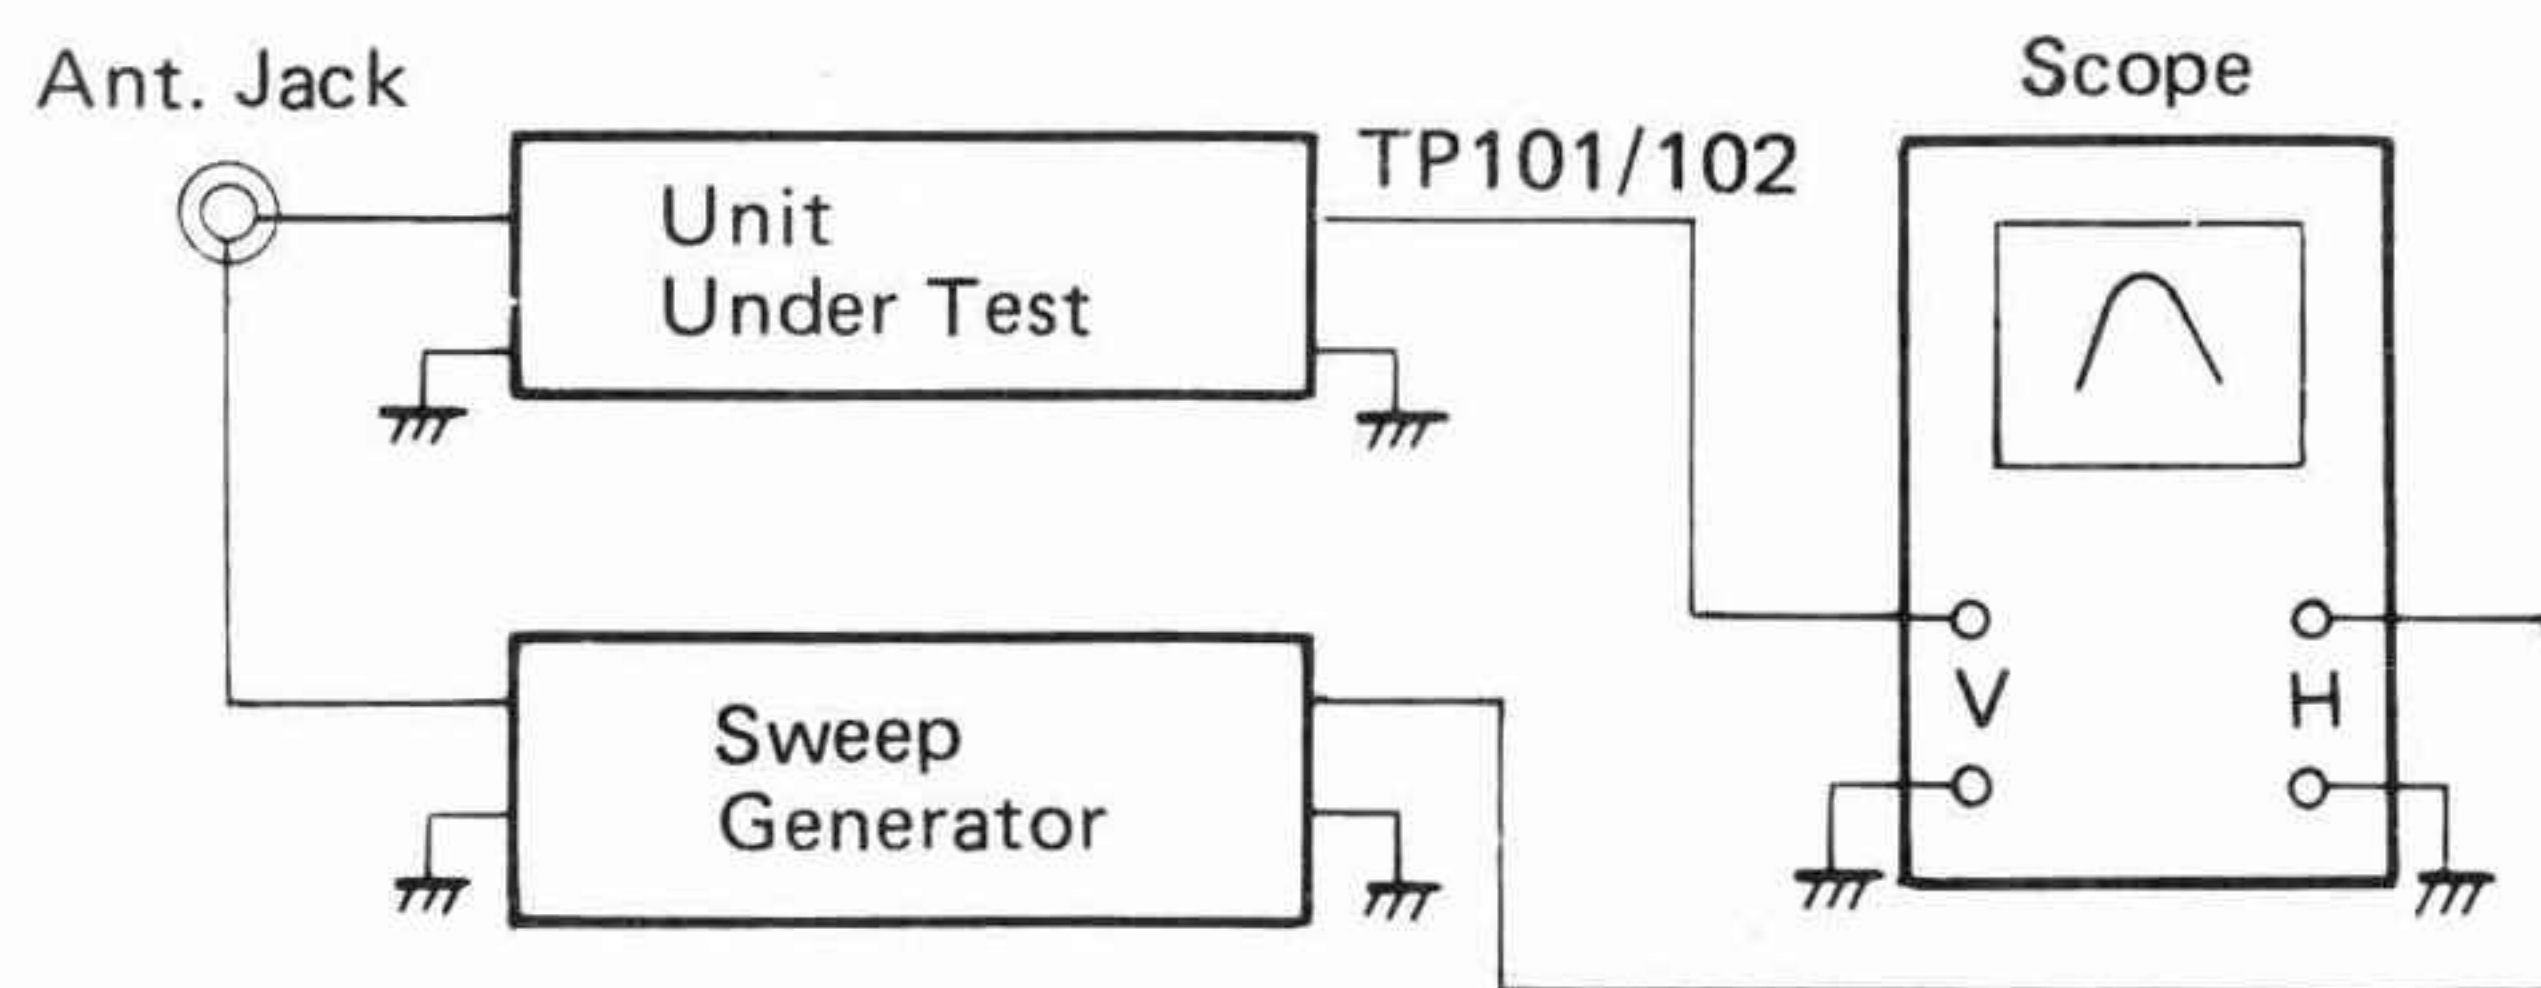 Ant. Jack
Scope
TP101/102
Unit
Under Test
V
H
Sweep
Generator